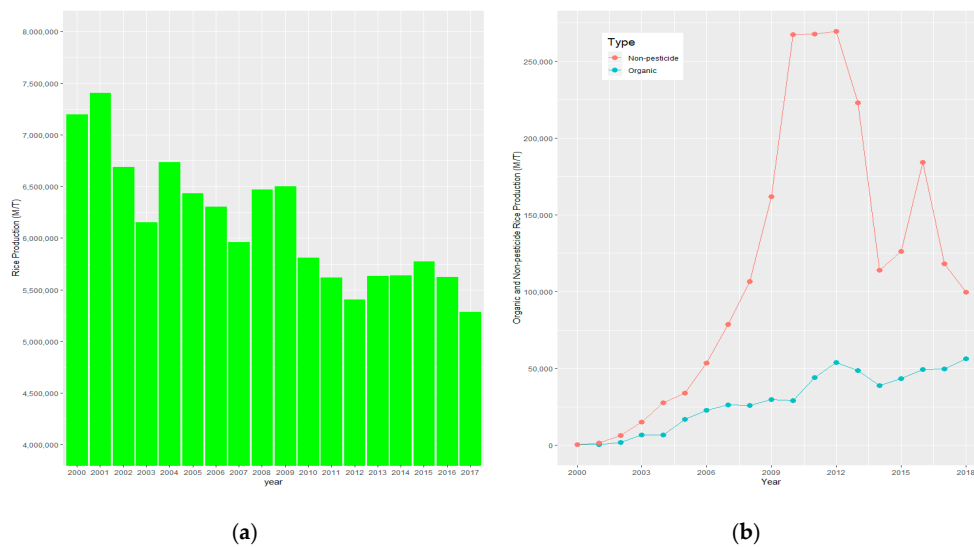 8,000,000
7,500,000
7,000,000
6,500,000
6,000,000
5,500,000
5,000,000
4,500,000
4,000,000
Rice Production (M/T)
2000 2001 2002 2003 2004 2005 2006 2007 2008 2009 2010 2011 2012 2013 2014 2015 2016 2017
year
(a)
Type
Non-pesticide
Organic
250,000
200,000
150,000
100,000
50,000
0
Organic and Non-pesticide Rice Production (M/T)
2000 2003 2006 2009 2012 2015 2018
Year
(b)